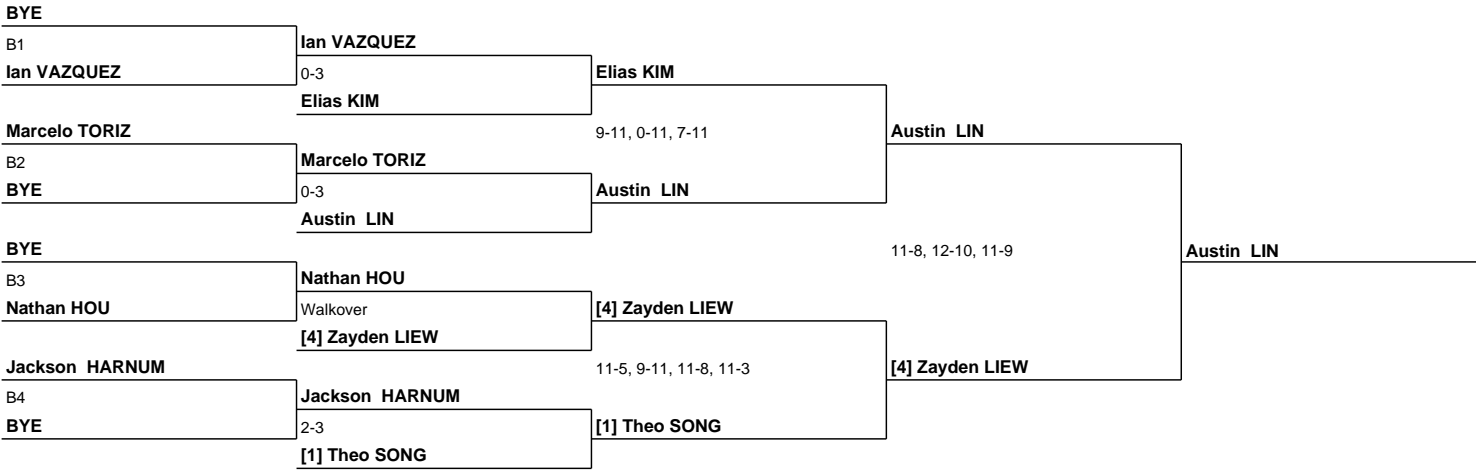 BYE
B1
Ian VAZQUEZ
Ian VAZQUEZ
0-3
Elias KIM
Elias KIM
Marcelo TORIZ
9-11, 0-11, 7-11
Austin LIN
B2
Marcelo TORIZ
BYE
0-3
Austin LIN
Austin LIN
BYE
11-8, 12-10, 11-9
Austin LIN
B3
Nathan HOU
Nathan HOU
Walkover
[4] Zayden LIEW
[4] Zayden LIEW
Jackson HARNUM
11-5, 9-11, 11-8, 11-3
[4] Zayden LIEW
B4
Jackson HARNUM
BYE
2-3
[1] Theo SONG
[1] Theo SONG